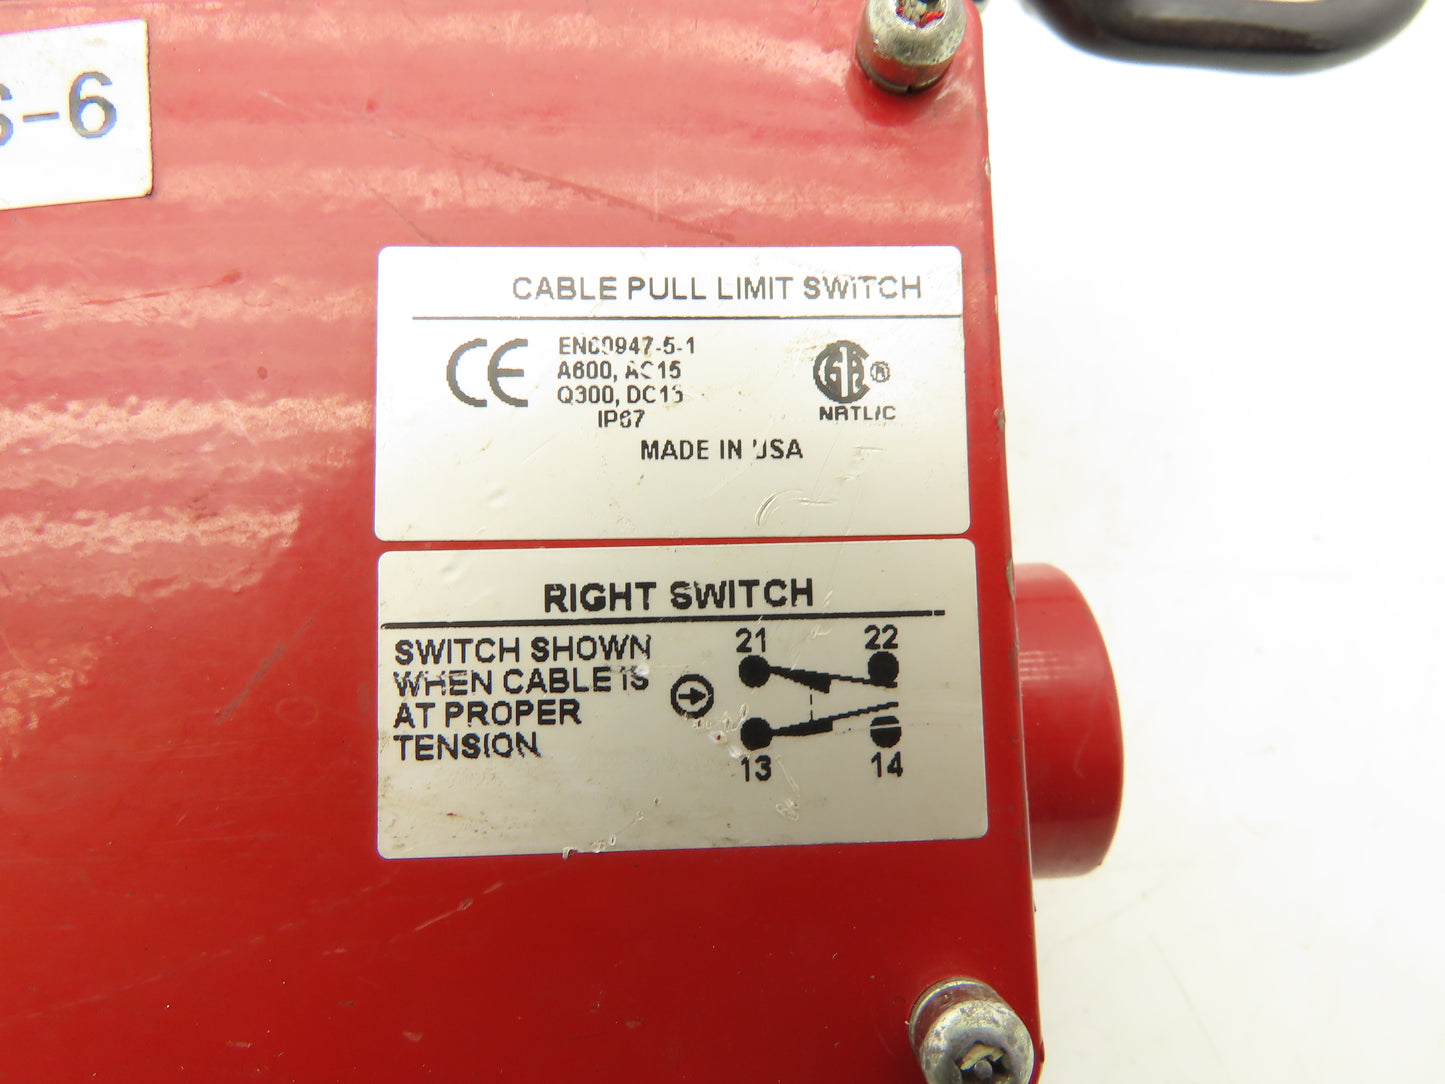 -6
CABLE PULL LIMIT SWITCH
CE
EN60947-5-1
A600, AC15
Q300, DC13
IP67
MADE IN USA
®
NRTL/C
RIGHT SWITCH
SWITCH SHOWN
WHEN CABLE IS
AT PROPER
TENSION
21 22
13 14